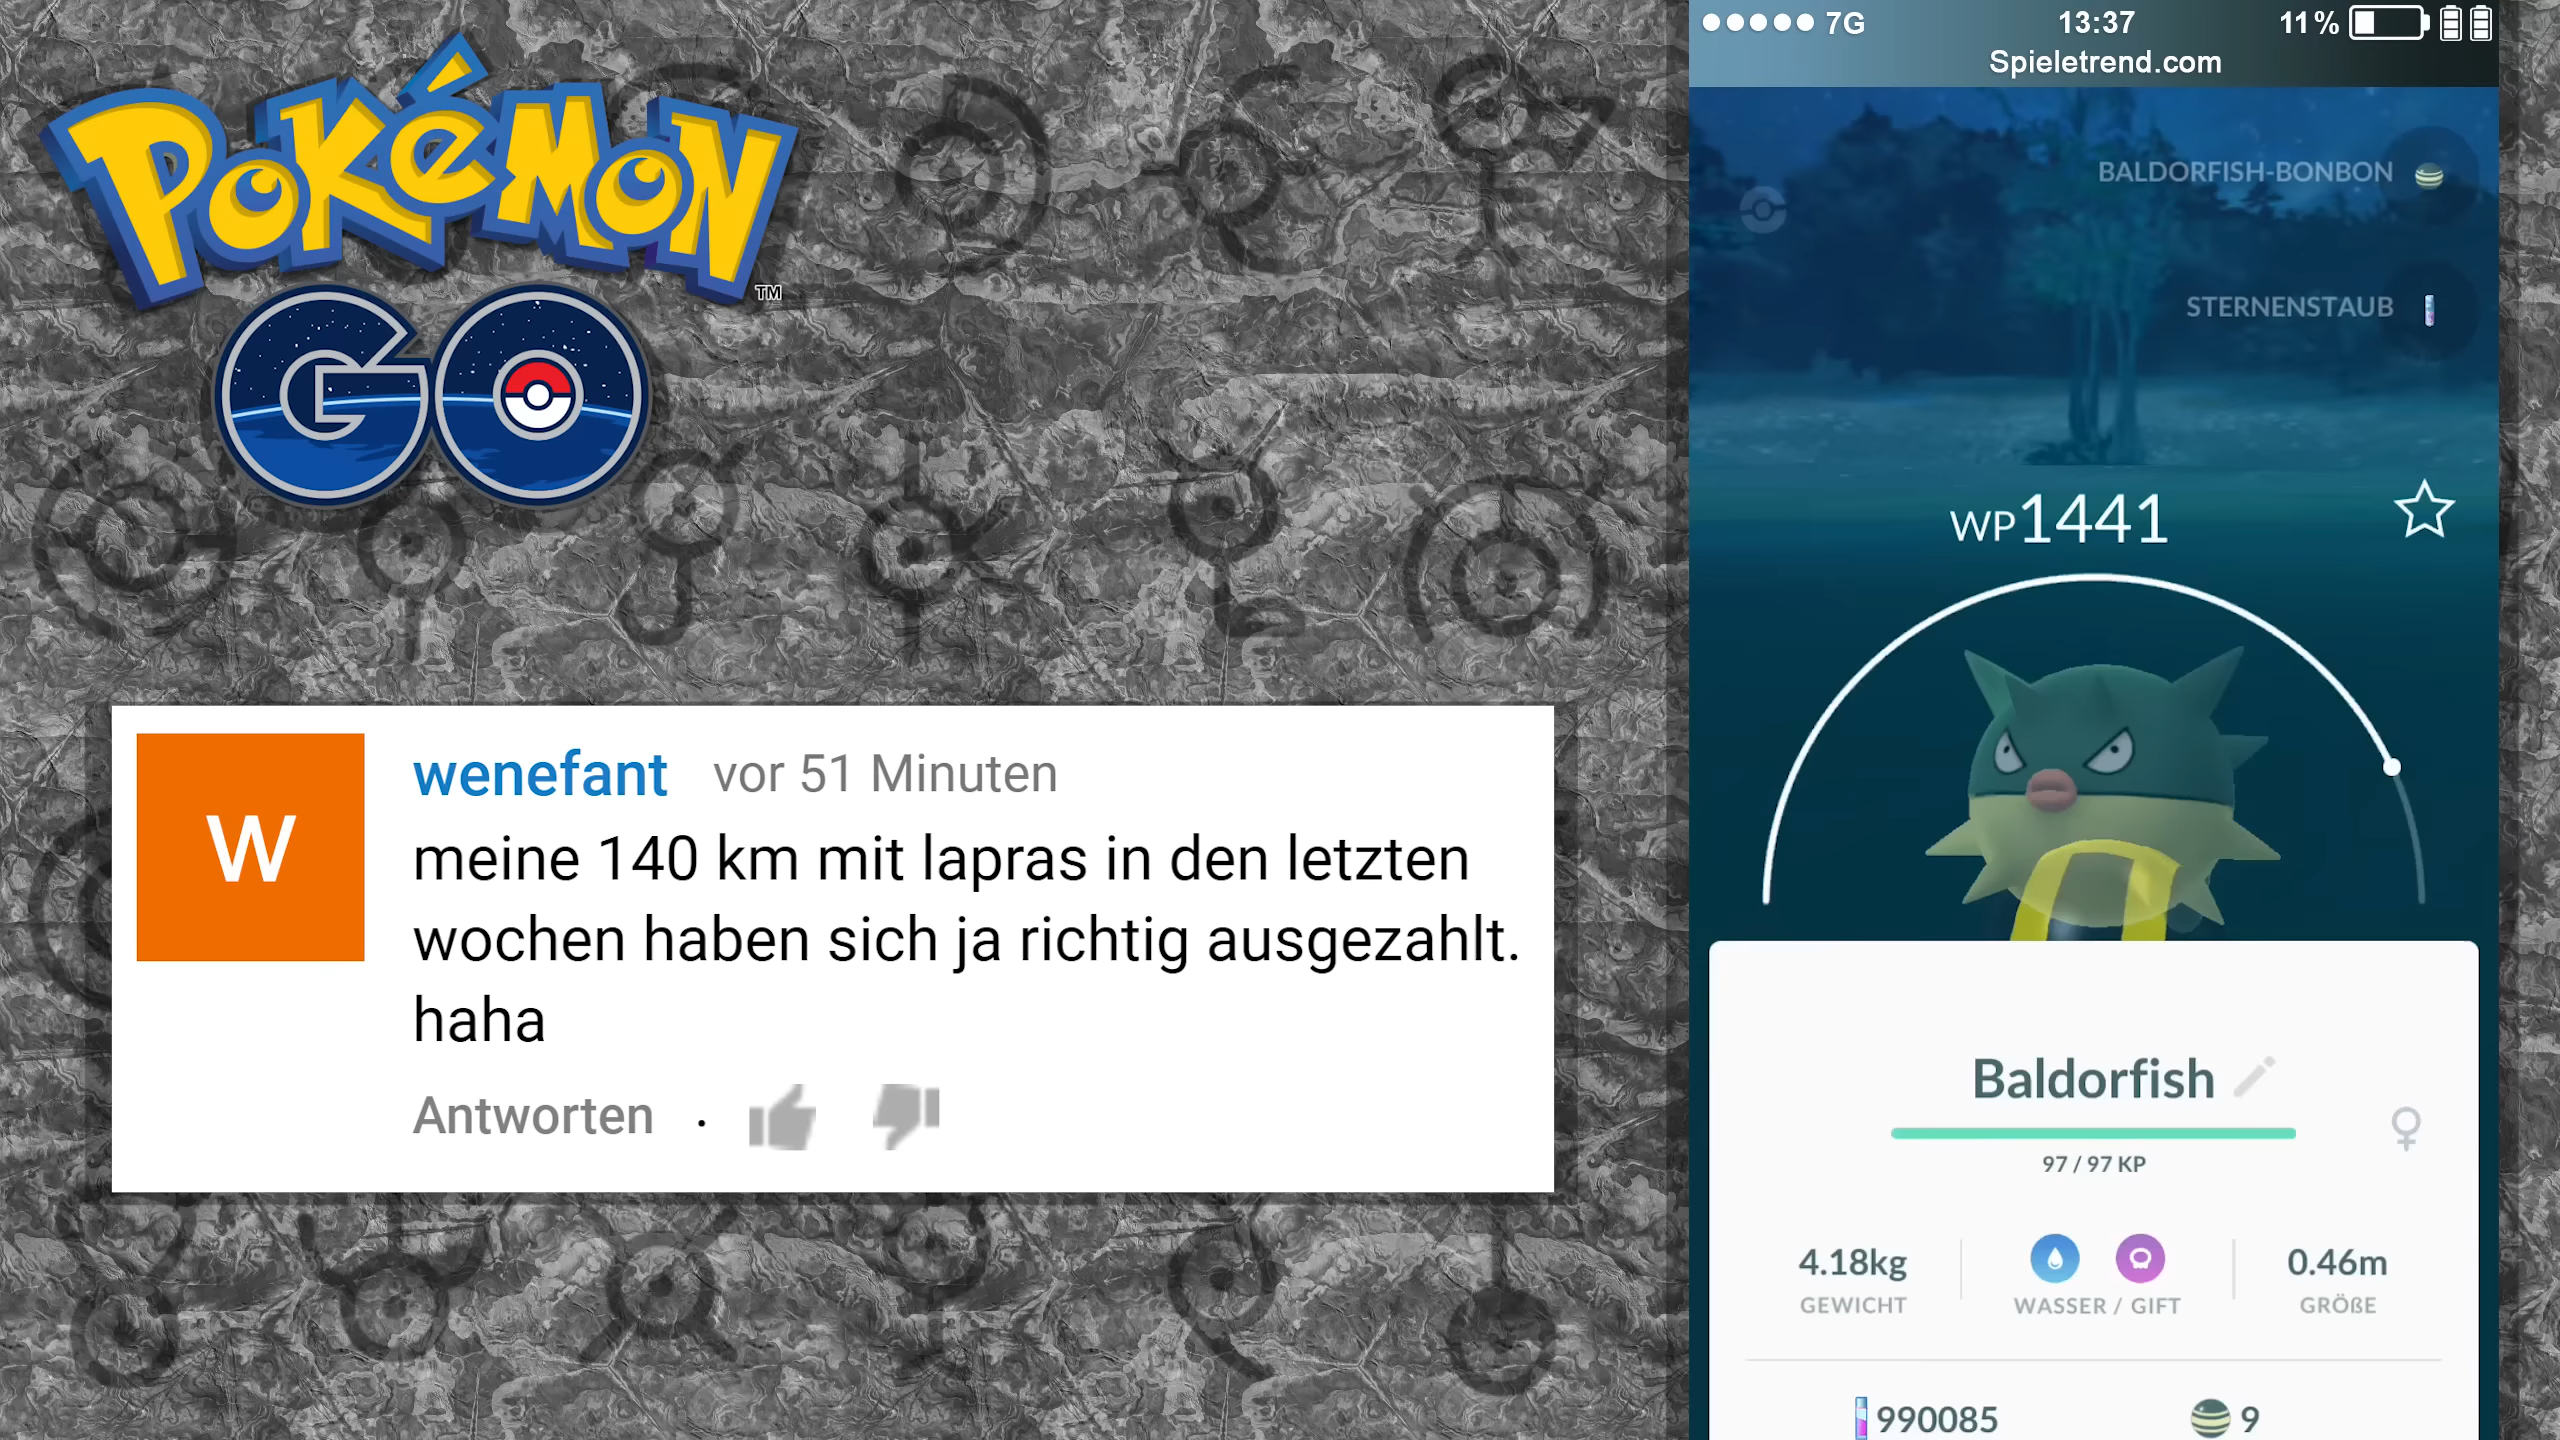 POKéMON
TM
GO
W
wenefant vor 51 Minuten
meine 140 km mit lapras in den letzten
wochen haben sich ja richtig ausgezahlt.
haha
Antworten ·
7G 13:37 11 %
Spieletrend.com
BALDORFISH-BONBON
STERNENSTAUB
WP1441
Baldorfish
97 / 97 KP
4.18kg 0.46m
GEWICHT WASSER / GIFT GRÖßE
990085 9